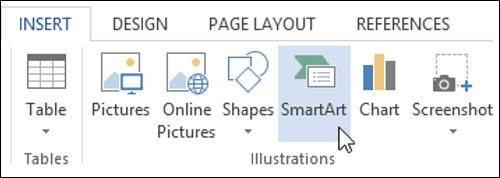 INSERT DESIGN PAGE LAYOUT REFERENCES
Table Pictures Online Pictures Shapes SmartArt Chart Screenshot
Tables Illustrations